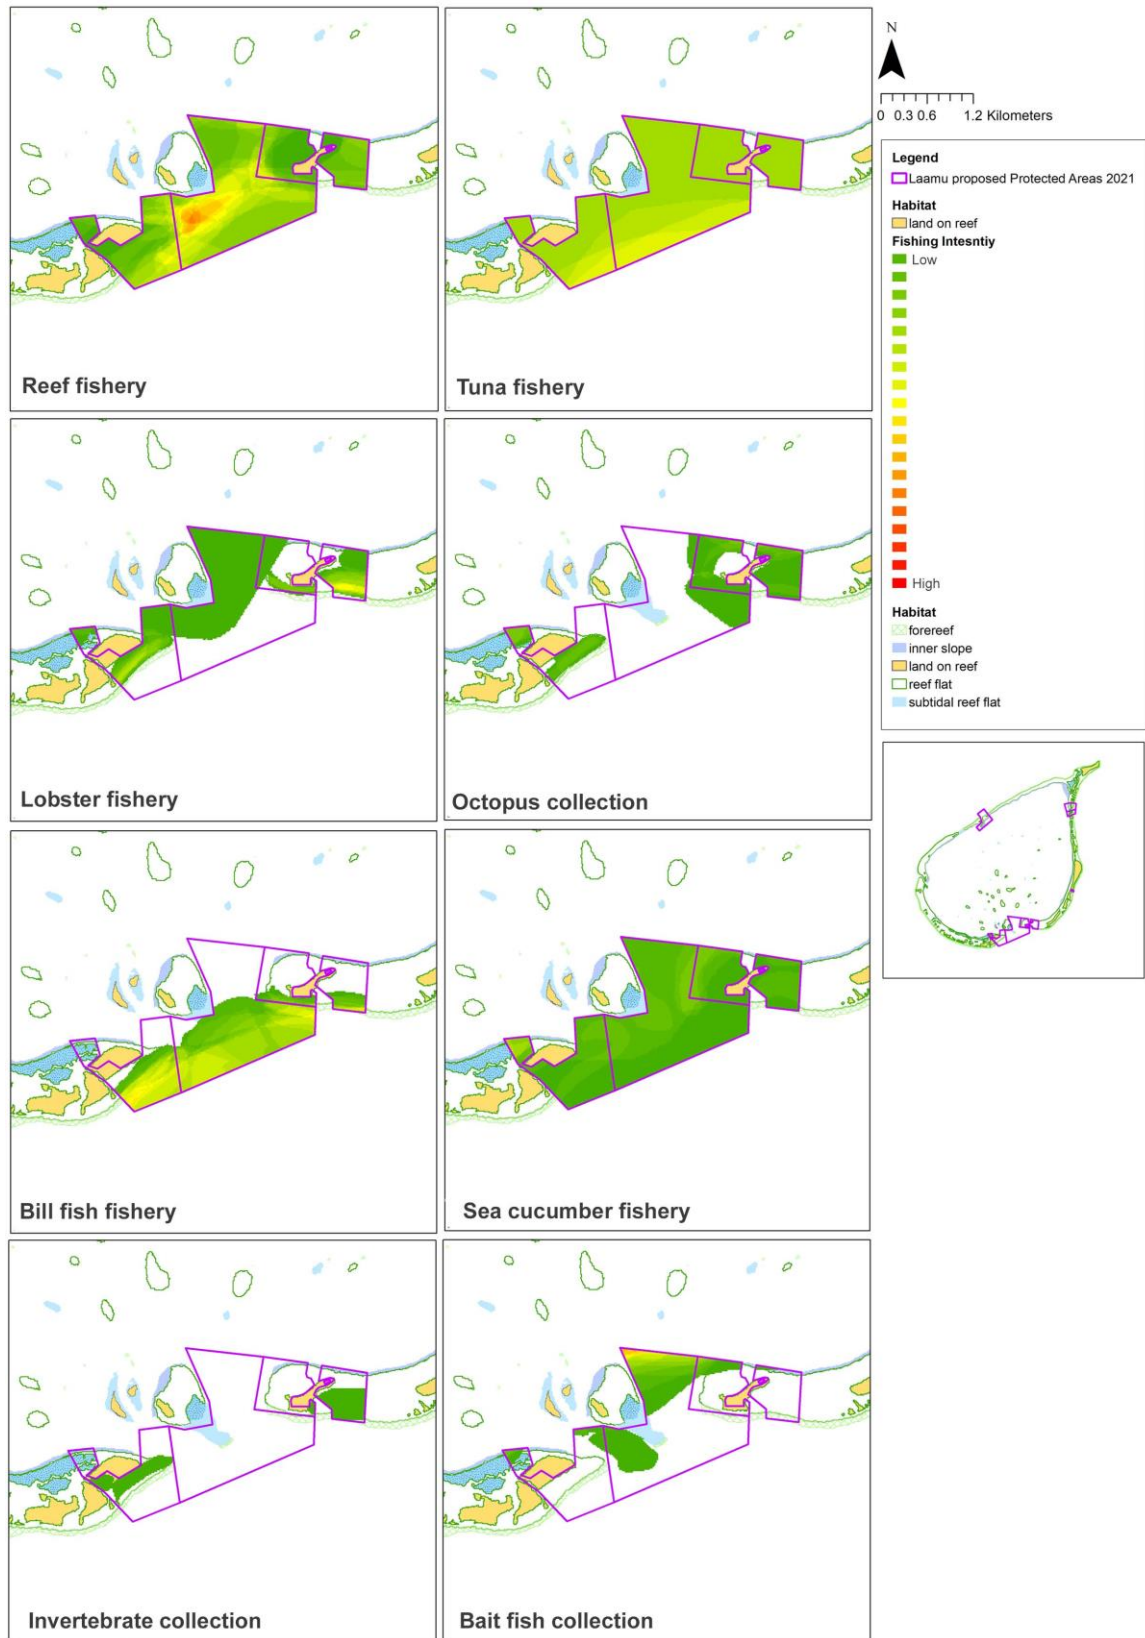 Reef fishery
Tuna fishery
Lobster fishery
Octopus collection
Bill fish fishery
Sea cucumber fishery
Invertebrate collection
Bait fish collection
N
0 0.3 0.6 1.2 Kilometers
Legend
Laamu proposed Protected Areas 2021
Habitat
land on reef
Fishing Intesntiy
Low
High
Habitat
forereef
inner slope
land on reef
reef flat
subtidal reef flat